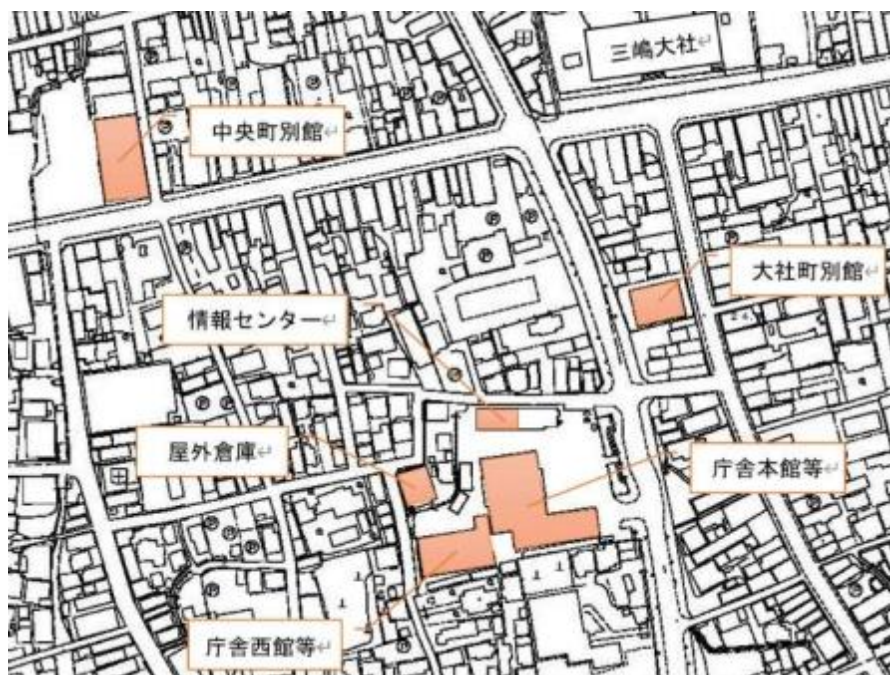 三嶋大社↵
中央町別館↵
大社町別館↵
情報センター↵
屋外倉庫↵
庁舎本館等↵
庁舎西館等↵